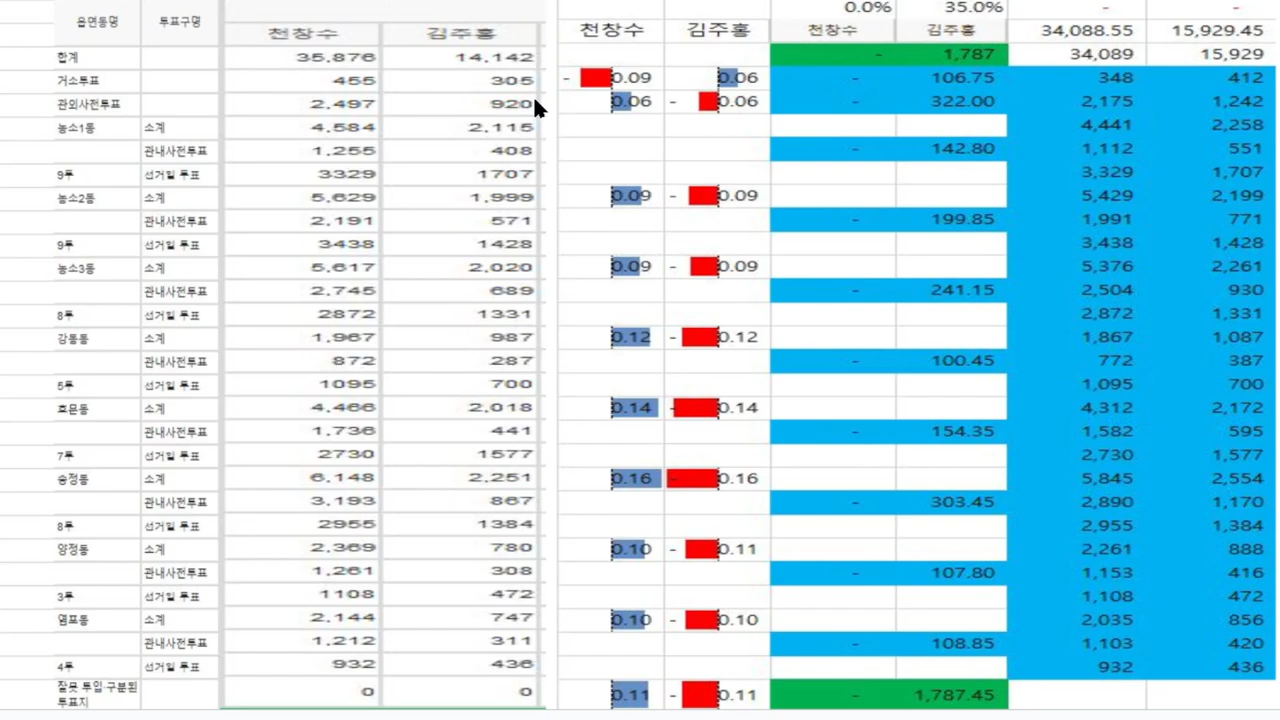 0.0% 35.0% - -
읍면동명 투표구명 천창수 김주홍 천창수 김주홍 천창수 김주홍 34,088.55 15,929.45
합계 35,876 14,142 - 1,787 34,089 15,929
거소투표 455 305 - 0.09 0.06 - 106.75 348 412
관외사전투표 2,497 920 0.06 - 0.06 - 322.00 2,175 1,242
농소1동 소계 4,584 2,115 4,441 2,258
관내사전투표 1,255 408 - 142.80 1,112 551
9투 선거일 투표 3329 1707 3,329 1,707
농소2동 소계 5,629 1,999 0.09 - 0.09 5,429 2,199
관내사전투표 2,191 571 - 199.85 1,991 771
9투 선거일 투표 3438 1428 3,438 1,428
농소3동 소계 5,617 2,020 0.09 - 0.09 5,376 2,261
관내사전투표 2,745 689 - 241.15 2,504 930
8투 선거일 투표 2872 1331 2,872 1,331
강동동 소계 1,967 987 0.12 - 0.12 1,867 1,087
관내사전투표 872 287 - 100.45 772 387
선거일 투표 1095 700 1,095 700
효문동 소계 4,466 2,018 0.14 - 0.14 4,312 2,172
관내사전투표 1,736 441 - 154.35 1,582 595
7투 선거일 투표 2730 1577 2,730 1,577
송정동 소계 6,148 2,251 0.16 - 0.16 5,845 2,554
관내사전투표 3,193 867 - 303.45 2,890 1,170
8투 선거일 투표 2955 1384 2,955 1,384
양정동 소계 2,369 780 0.10 - 0.11 2,261 888
관내사전투표 1,261 308 - 107.80 1,153 416
3투 선거일 투표 1108 472 1,108 472
염포동 소계 2,144 747 0.10 - 0.10 2,035 856
관내사전투표 1,212 311 - 108.85 1,103 420
4투 선거일 투표 932 436 932 436
잘못 투입·구분된
투표지 0 0 0.11 - 0.11 - 1,787.45